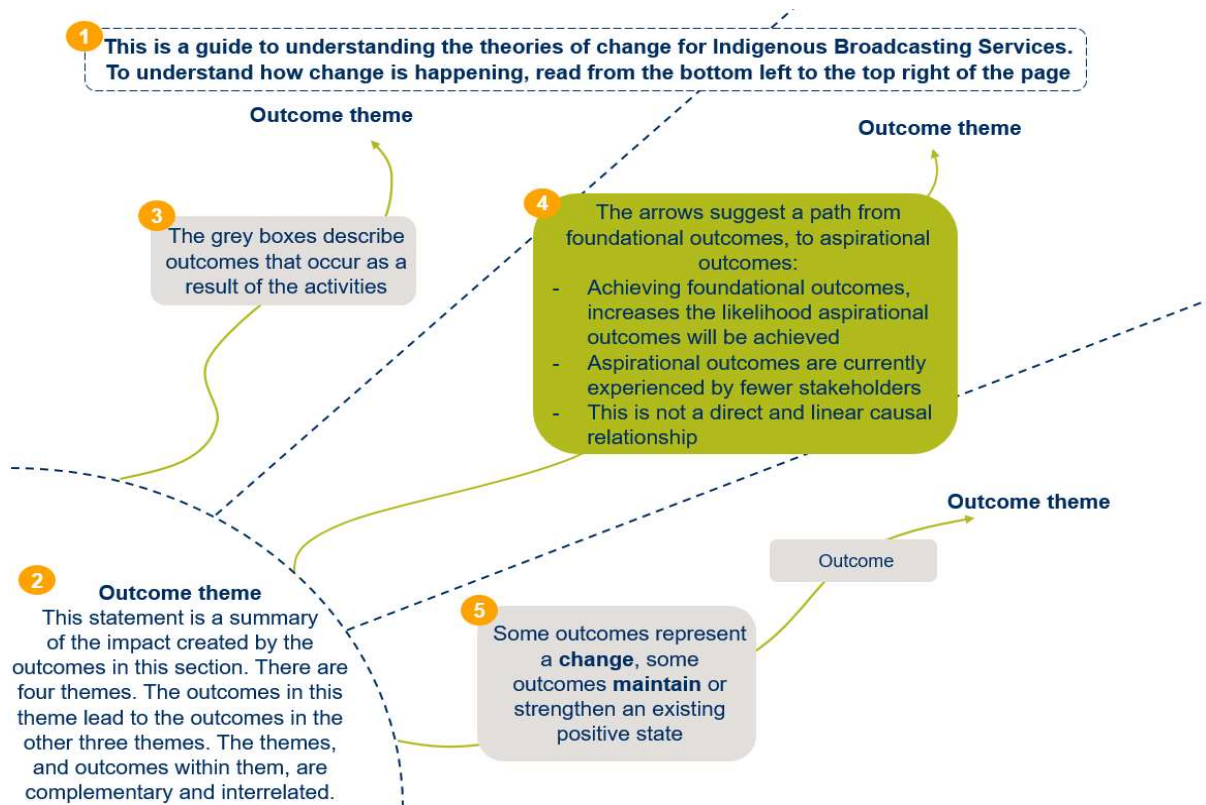 1
This is a guide to understanding the theories of change for Indigenous Broadcasting Services.
To understand how change is happening, read from the bottom left to the top right of the page
Outcome theme
Outcome theme
3
The grey boxes describe
outcomes that occur as a
result of the activities
4
The arrows suggest a path from
foundational outcomes, to aspirational
outcomes:
- Achieving foundational outcomes,
increases the likelihood aspirational
outcomes will be achieved
- Aspirational outcomes are currently
experienced by fewer stakeholders
- This is not a direct and linear causal
relationship
Outcome theme
Outcome
2
Outcome theme
This statement is a summary
of the impact created by the
outcomes in this section. There are
four themes. The outcomes in this
theme lead to the outcomes in the
other three themes. The themes,
and outcomes within them, are
complementary and interrelated.
5
Some outcomes represent
a change, some
outcomes maintain or
strengthen an existing
positive state